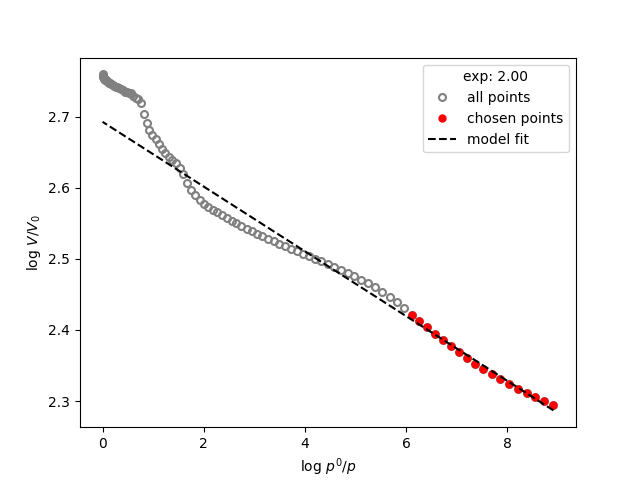 exp: 2.00
all points
chosen points
model fit
2.7
2.6
2.5
2.4
2.3
log V/V₀
0 2 4 6 8
log p⁰/p